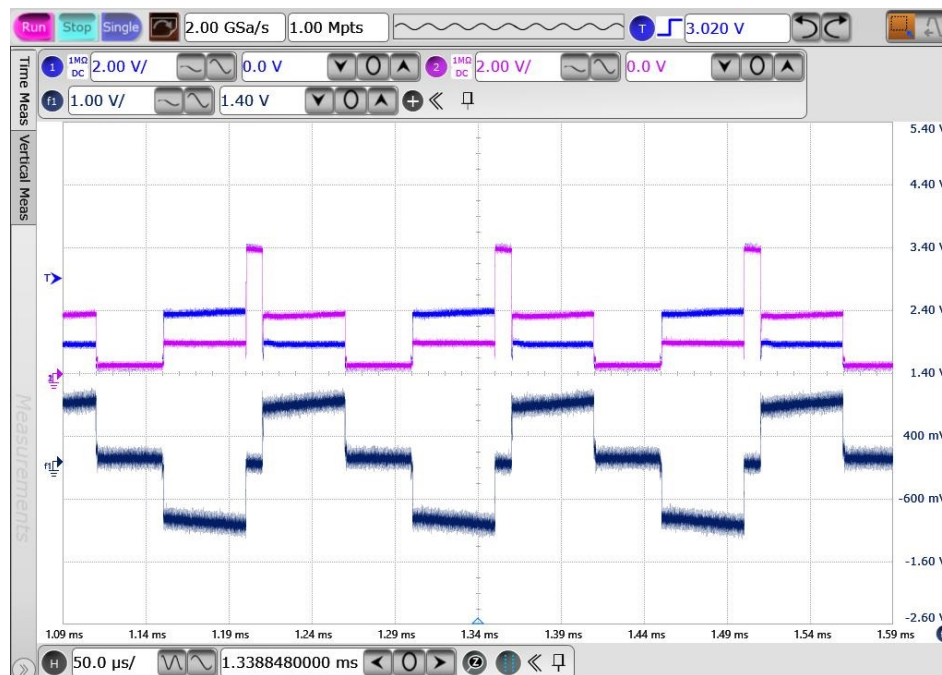 Run Stop Single 2.00 GSa/s 1.00 Mpts T 3.020 V
1 1MΩ DC 2.00 V/ 0.0 V 2 1MΩ DC 2.00 V/ 0.0 V
f1 1.00 V/ 1.40 V
Time Meas
Vertical Meas
Measurements
5.40 V
4.40 V
3.40 V
T
2.40 V
1.40 V
400 mV
f1
-600 mV
-1.60 V
-2.60 V
1.09 ms 1.14 ms 1.19 ms 1.24 ms 1.29 ms 1.34 ms 1.39 ms 1.44 ms 1.49 ms 1.54 ms 1.59 ms
H 50.0 µs/ 1.3388480000 ms